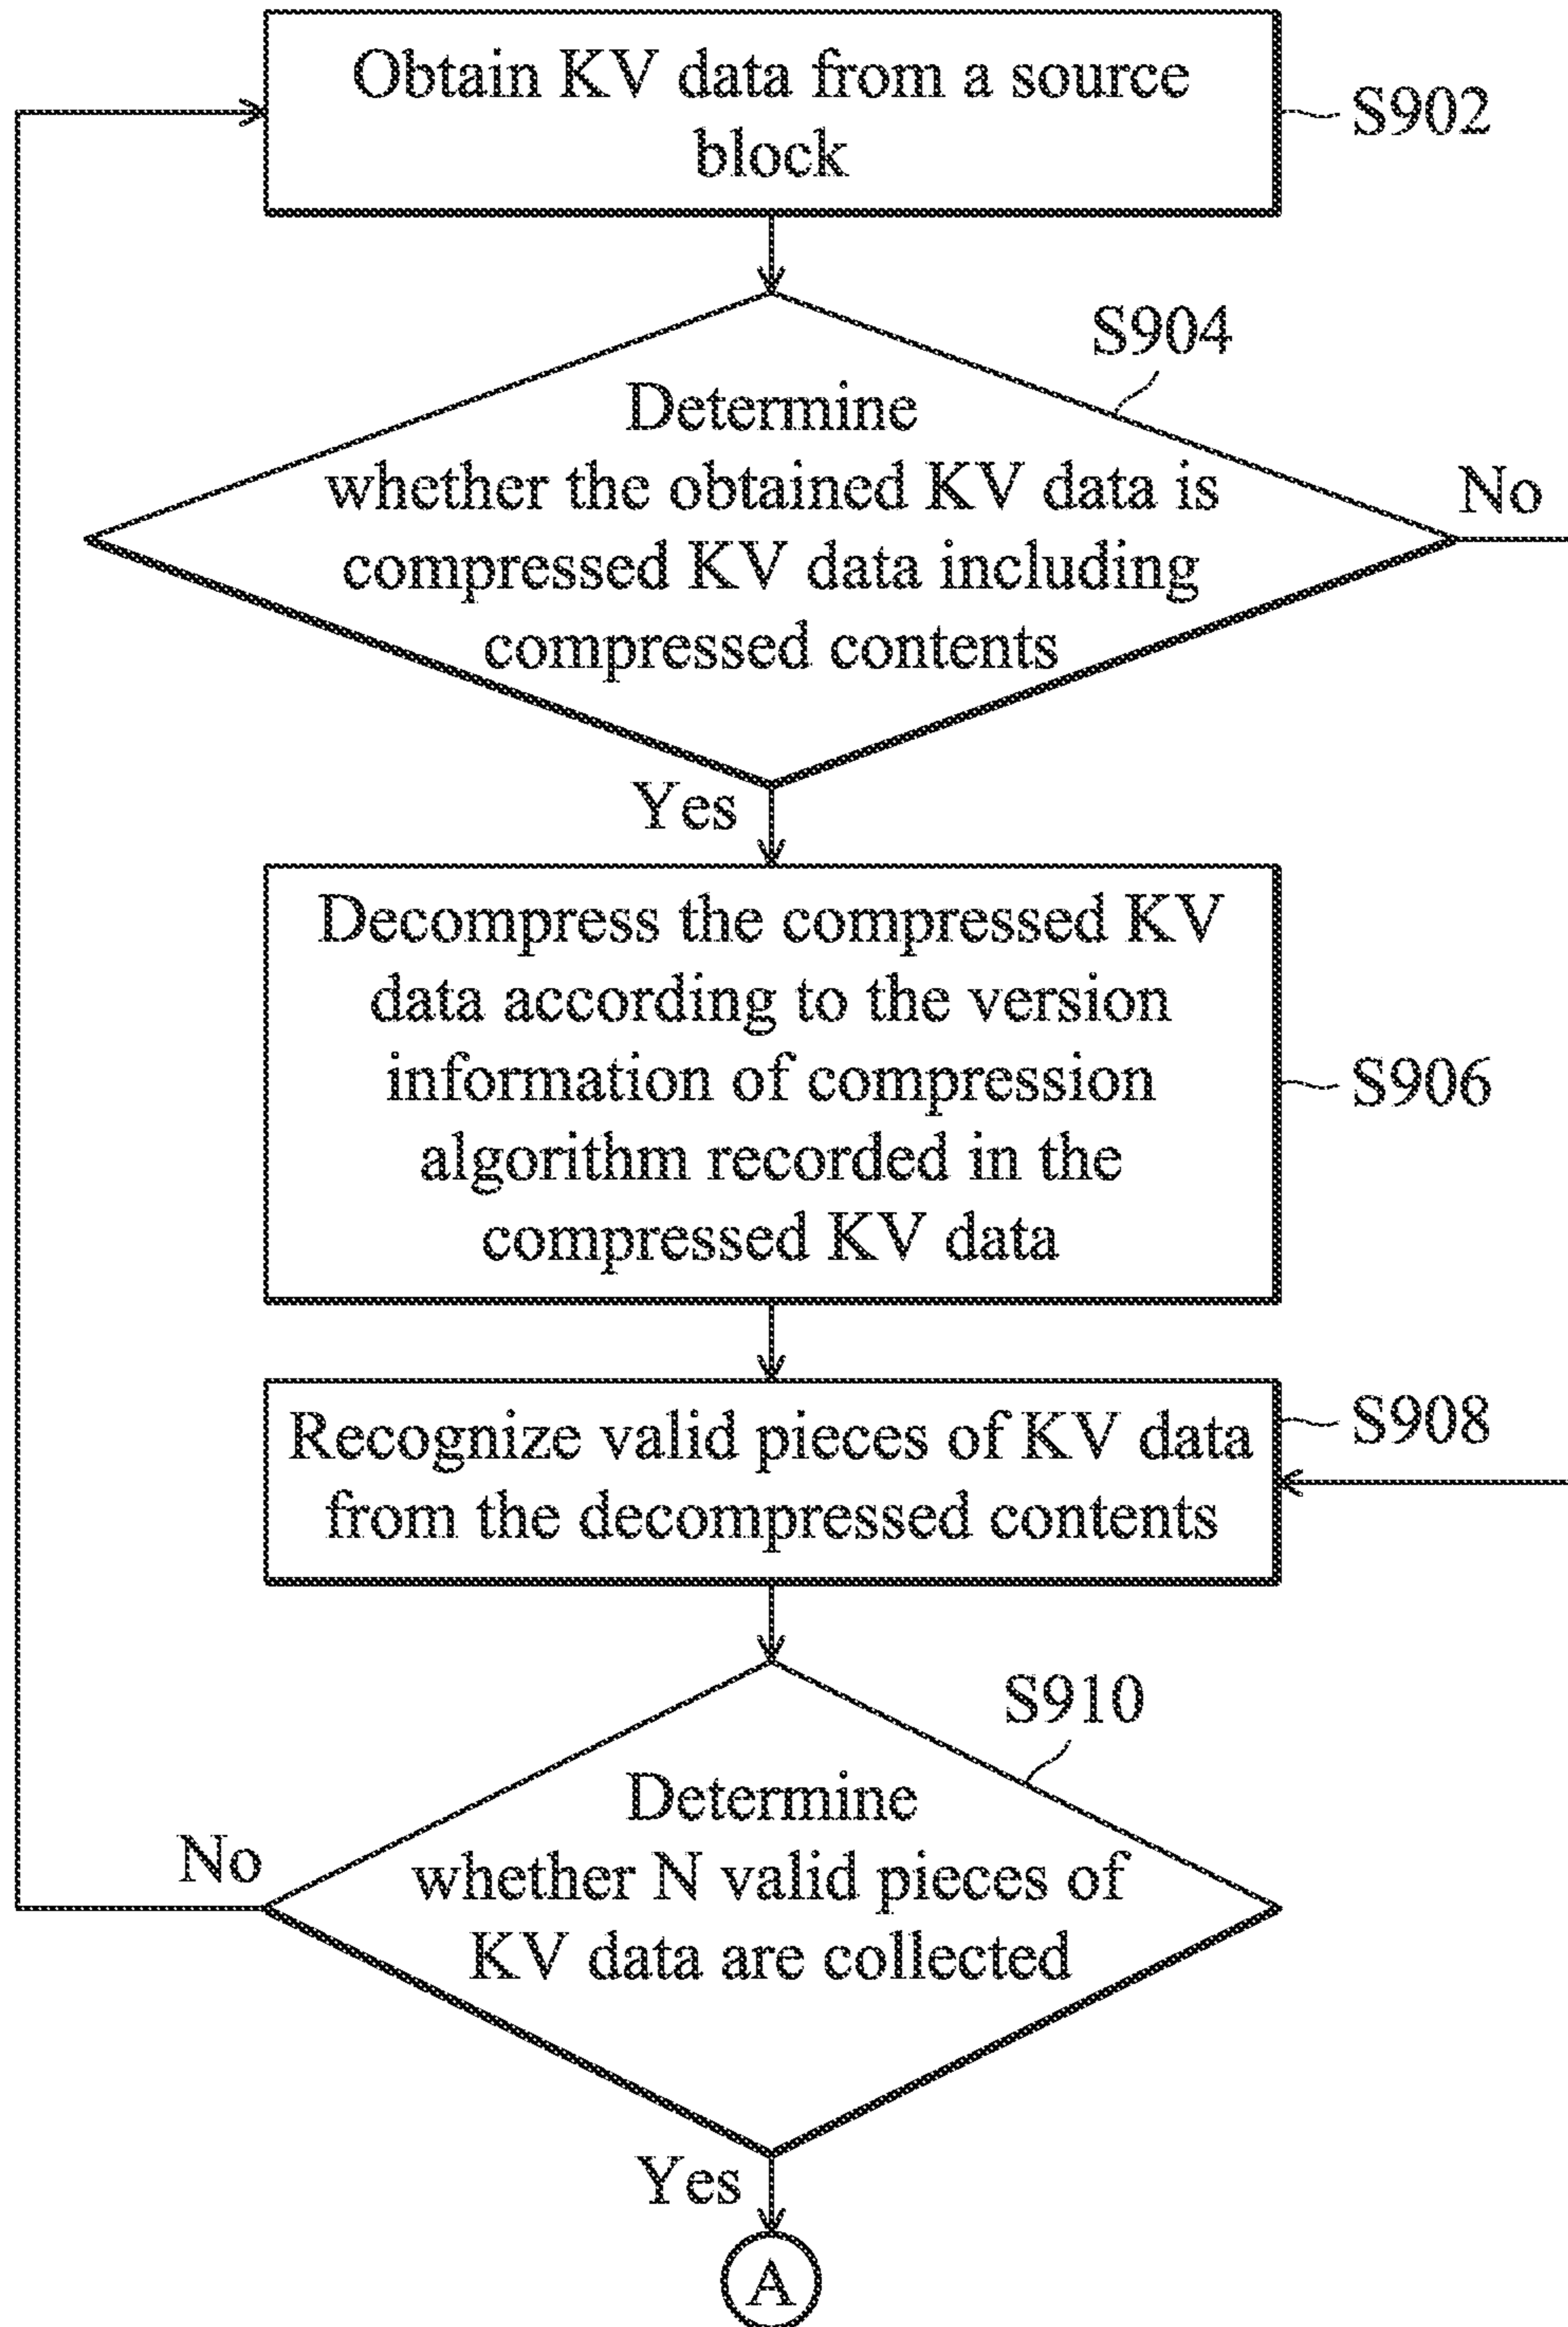 Obtain KV data from a source
block
S902
S904
Determine
whether the obtained KV data is
compressed KV data including
compressed contents
No
Yes
Decompress the compressed KV
data according to the version
information of compression
algorithm recorded in the
compressed KV data
S906
Recognize valid pieces of KV data
from the decompressed contents
S908
S910
Determine
whether N valid pieces of
KV data are collected
No
Yes
A